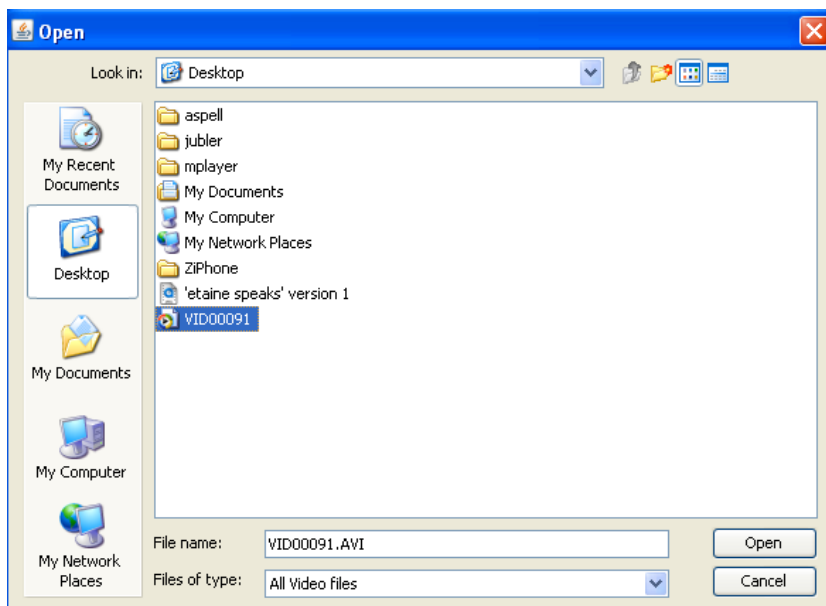 Open
Look in:
Desktop
My Recent
Documents
Desktop
My Documents
My Computer
My Network
Places
aspell
jubler
mplayer
My Documents
My Computer
My Network Places
ZiPhone
'etaine speaks' version 1
VID00091
File name:
VID00091.AVI
Open
Files of type:
All Video files
Cancel